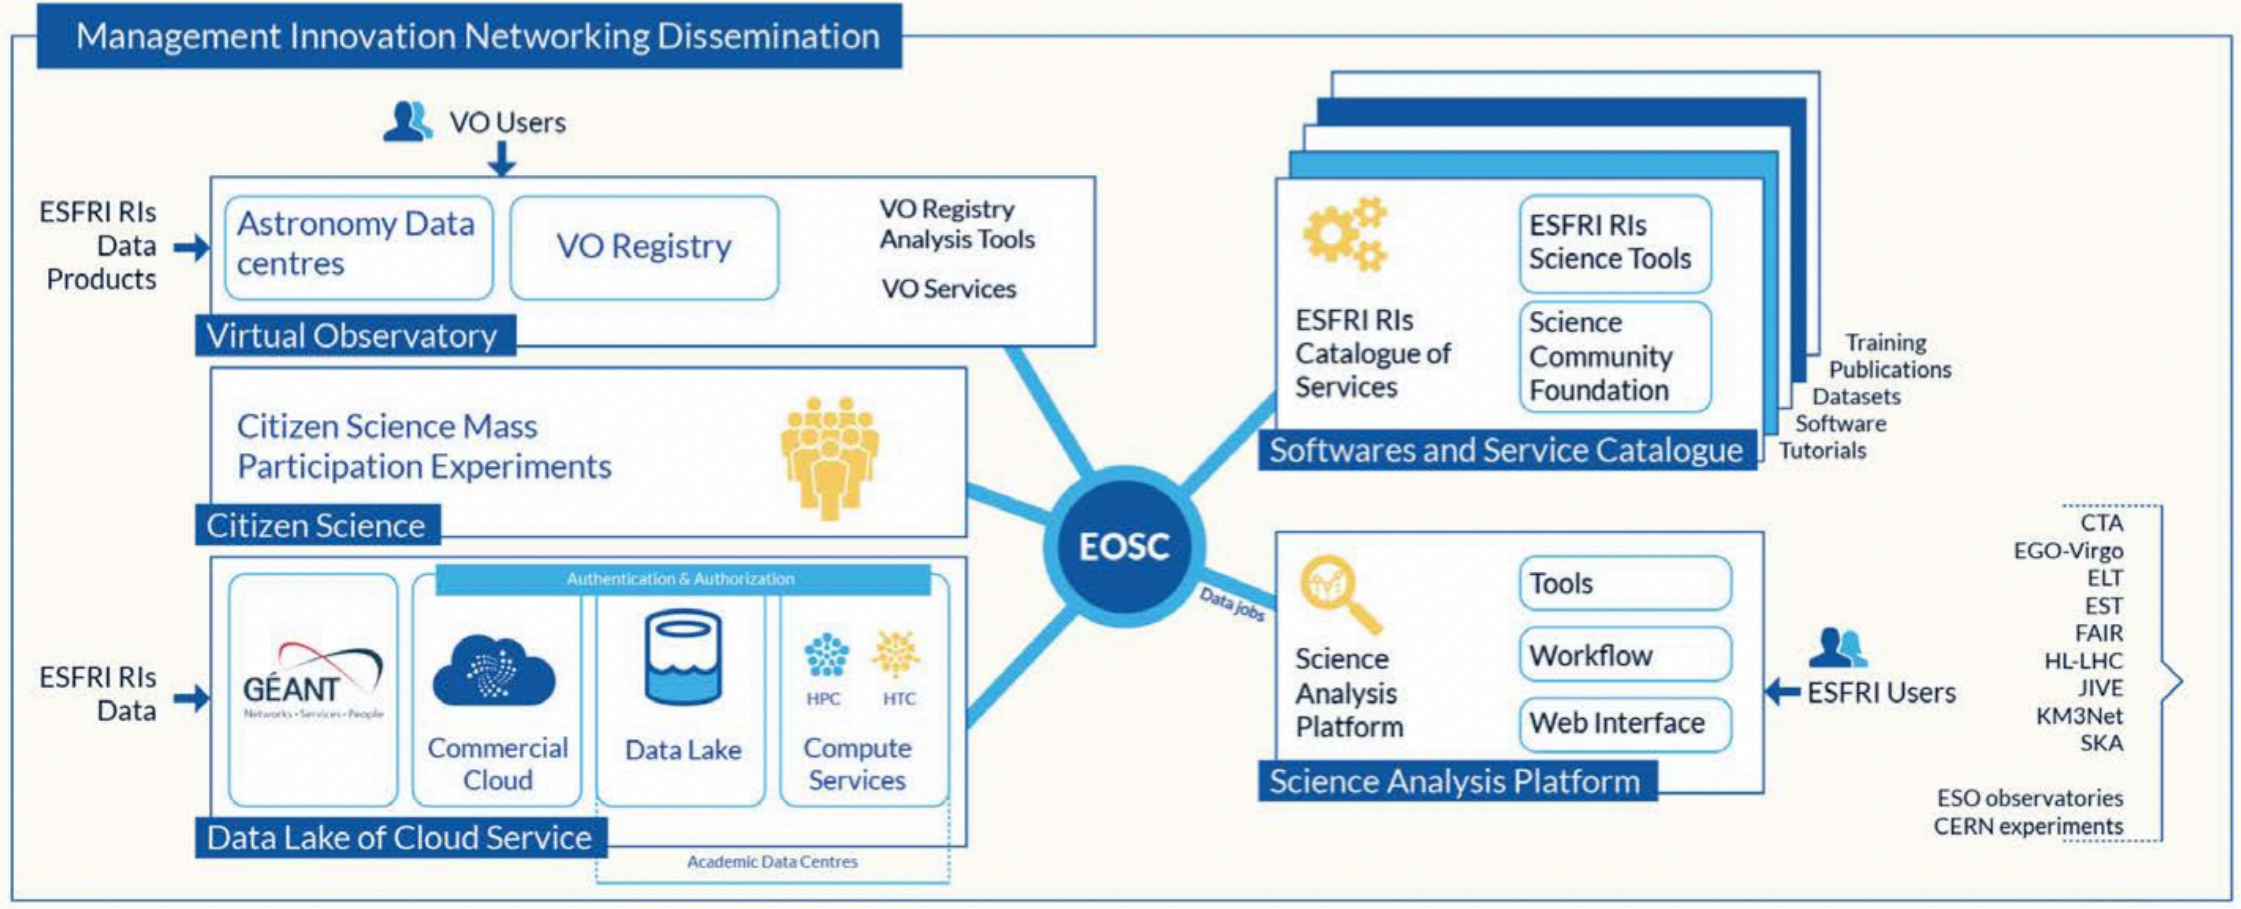 Management Innovation Networking Dissemination
VO Users
ESFRI RIs
Data
Products
Astronomy Data
centres
VO Registry
VO Registry
Analysis Tools
VO Services
Virtual Observatory
Citizen Science Mass
Participation Experiments
Citizen Science
ESFRI RIs
Data
Authentication & Authorization
GÉANT
Networks • Services • People
Commercial
Cloud
Data Lake
HPC
HTC
Compute
Services
Data Lake of Cloud Service
Academic Data Centres
EOSC
Data jobs
ESFRI RIs
Catalogue of
Services
ESFRI RIs
Science Tools
Science
Community
Foundation
Softwares and Service Catalogue
Training
Publications
Datasets
Software
Tutorials
Science
Analysis
Platform
Tools
Workflow
Web Interface
Science Analysis Platform
ESFRI Users
CTA
EGO-Virgo
ELT
EST
FAIR
HL-LHC
JIVE
KM3Net
SKA
ESO observatories
CERN experiments